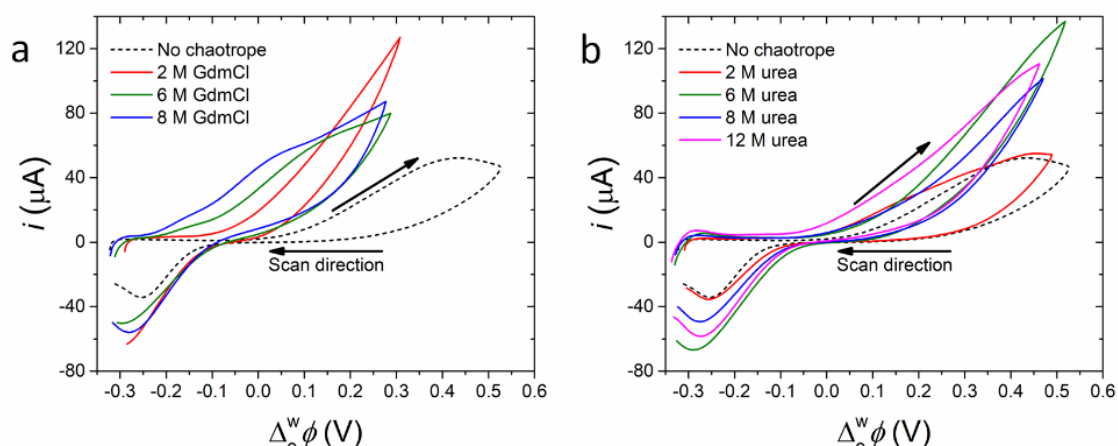 a
No chaotrope
2 M GdmCl
6 M GdmCl
8 M GdmCl
Scan direction
120
80
40
0
-40
-80
i (μA)
-0.3 -0.2 -0.1 0.0 0.1 0.2 0.3 0.4 0.5 0.6
Δ w o ϕ (V)
b
No chaotrope
2 M urea
6 M urea
8 M urea
12 M urea
Scan direction
120
80
40
0
-40
-80
i (μA)
-0.3 -0.2 -0.1 0.0 0.1 0.2 0.3 0.4 0.5 0.6
Δ w o ϕ (V)